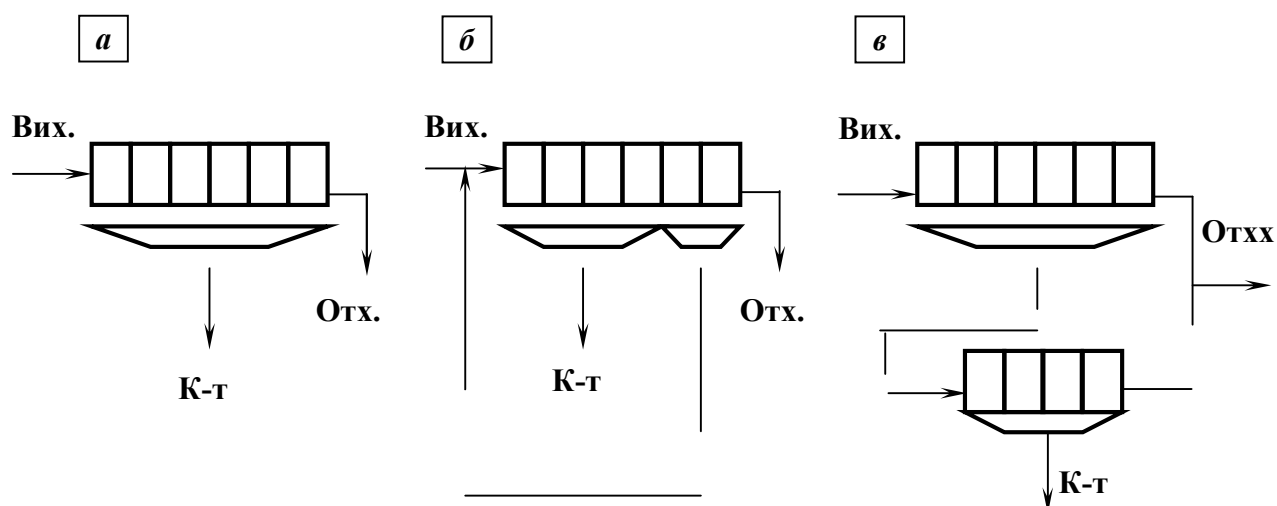 а
б
в
Вих.
Вих.
Вих.
Отхх
Отх.
Отх.
К-т
К-т
К-т